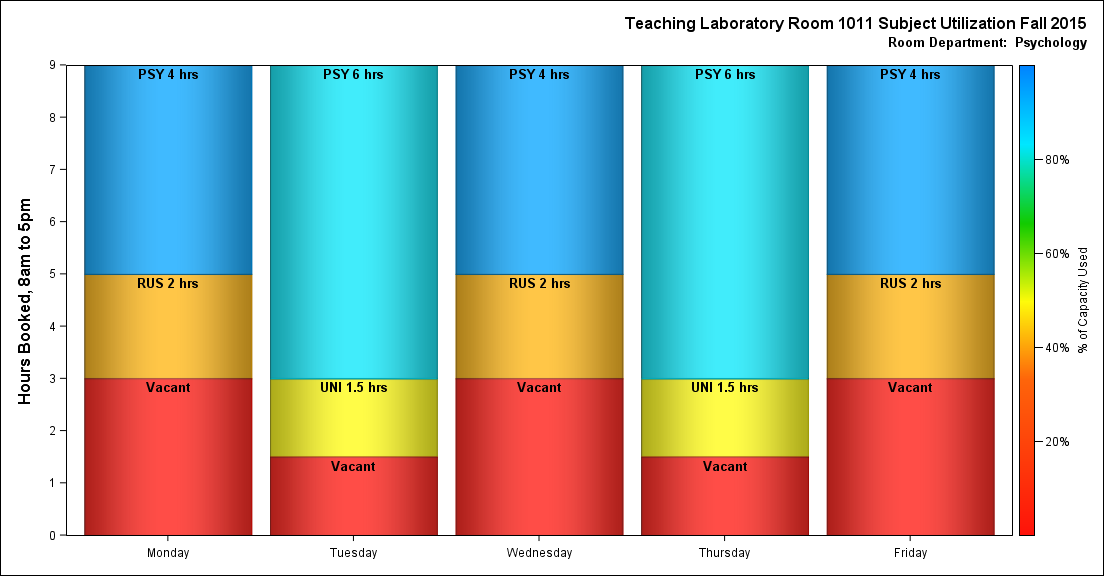 Teaching Laboratory Room 1011 Subject Utilization Fall 2015
Room Department:  Psychology
Hours Booked, 8am to 5pm
9
8
7
6
5
4
3
2
1
0
PSY 4 hrs
RUS 2 hrs
Vacant
Monday
PSY 6 hrs
UNI 1.5 hrs
Vacant
Tuesday
PSY 4 hrs
RUS 2 hrs
Vacant
Wednesday
PSY 6 hrs
UNI 1.5 hrs
Vacant
Thursday
PSY 4 hrs
RUS 2 hrs
Vacant
Friday
80%
60%
40%
20%
% of Capacity Used